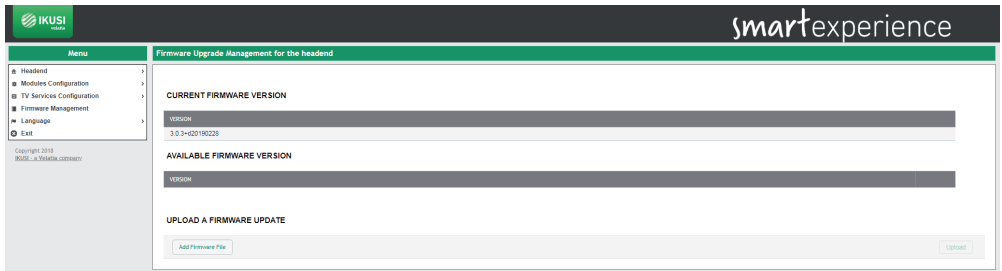 IKUSI
velatia
smartexperience
Menu
Firmware Upgrade Management for the headend
Headend
Modules Configuration
TV Services Configuration
Firmware Management
Language
Exit
Copyright 2018
IKUSI - a Velatia company
CURRENT FIRMWARE VERSION
VERSION
3.0.3+d20190228
AVAILABLE FIRMWARE VERSION
VERSION
UPLOAD A FIRMWARE UPDATE
Add Firmware File
Upload